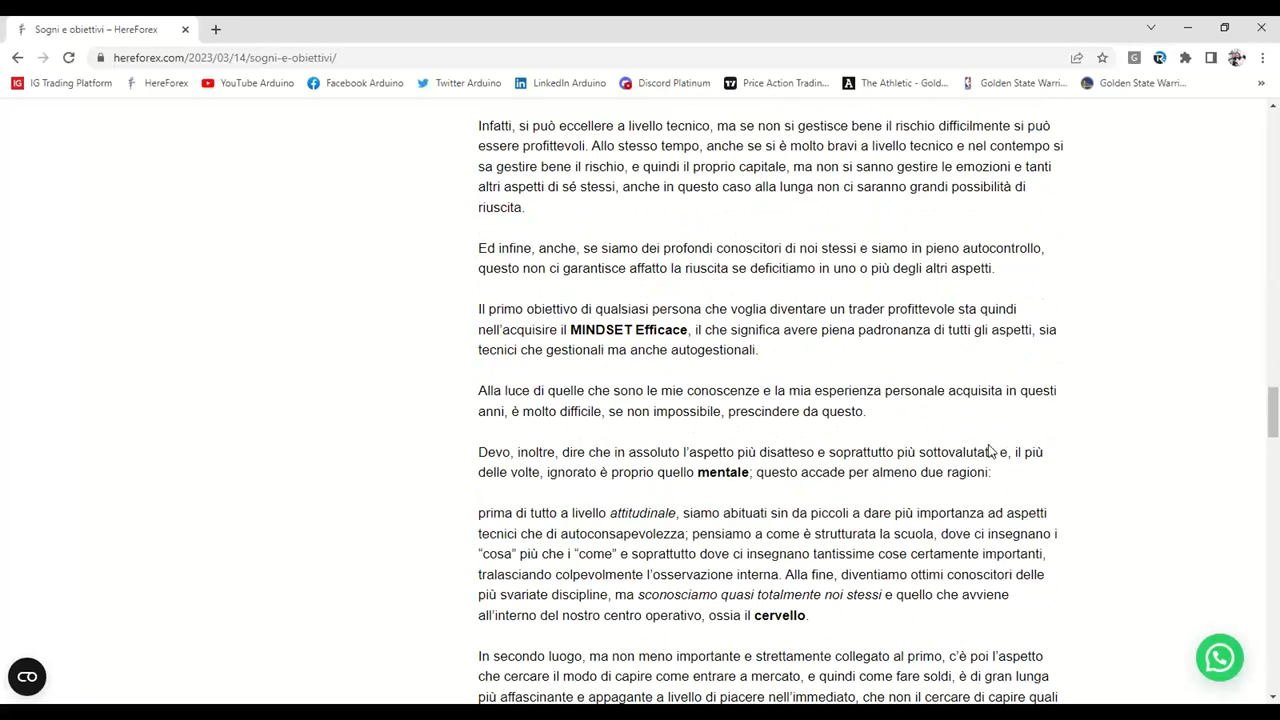 Sogni e obiettivi – HereForex
hereforex.com/2023/03/14/sogni-e-obiettivi/
IG Trading Platform HereForex YouTube Arduino Facebook Arduino Twitter Arduino LinkedIn Arduino Discord Platinum Price Action Tradin... The Athletic - Gold... Golden State Warri... Golden State Warri... »
Infatti, si può eccellere a livello tecnico, ma se non si gestisce bene il rischio difficilmente si può
essere profittevoli. Allo stesso tempo, anche se si è molto bravi a livello tecnico e nel contempo si
sa gestire bene il rischio, e quindi il proprio capitale, ma non si sanno gestire le emozioni e tanti
altri aspetti di sé stessi, anche in questo caso alla lunga non ci saranno grandi possibilità di
riuscita.
Ed infine, anche, se siamo dei profondi conoscitori di noi stessi e siamo in pieno autocontrollo,
questo non ci garantisce affatto la riuscita se deficitiamo in uno o più degli altri aspetti.
Il primo obiettivo di qualsiasi persona che voglia diventare un trader profittevole sta quindi
nell’acquisire il MINDSET Efficace, il che significa avere piena padronanza di tutti gli aspetti, sia
tecnici che gestionali ma anche autogestionali.
Alla luce di quelle che sono le mie conoscenze e la mia esperienza personale acquisita in questi
anni, è molto difficile, se non impossibile, prescindere da questo.
Devo, inoltre, dire che in assoluto l’aspetto più disatteso e soprattutto più sottovalutato e, il più
delle volte, ignorato è proprio quello mentale; questo accade per almeno due ragioni:
prima di tutto a livello attitudinale, siamo abituati sin da piccoli a dare più importanza ad aspetti
tecnici che di autoconsapevolezza; pensiamo a come è strutturata la scuola, dove ci insegnano i
“cosa” più che i “come” e soprattutto dove ci insegnano tantissime cose certamente importanti,
tralasciando colpevolmente l’osservazione interna. Alla fine, diventiamo ottimi conoscitori delle
più svariate discipline, ma sconosciamo quasi totalmente noi stessi e quello che avviene
all’interno del nostro centro operativo, ossia il cervello.
In secondo luogo, ma non meno importante e strettamente collegato al primo, c’è poi l’aspetto
che cercare il modo di capire come entrare a mercato, e quindi come fare soldi, è di gran lunga
più affascinante e appagante a livello di piacere nell’immediato, che non il cercare di capire quali